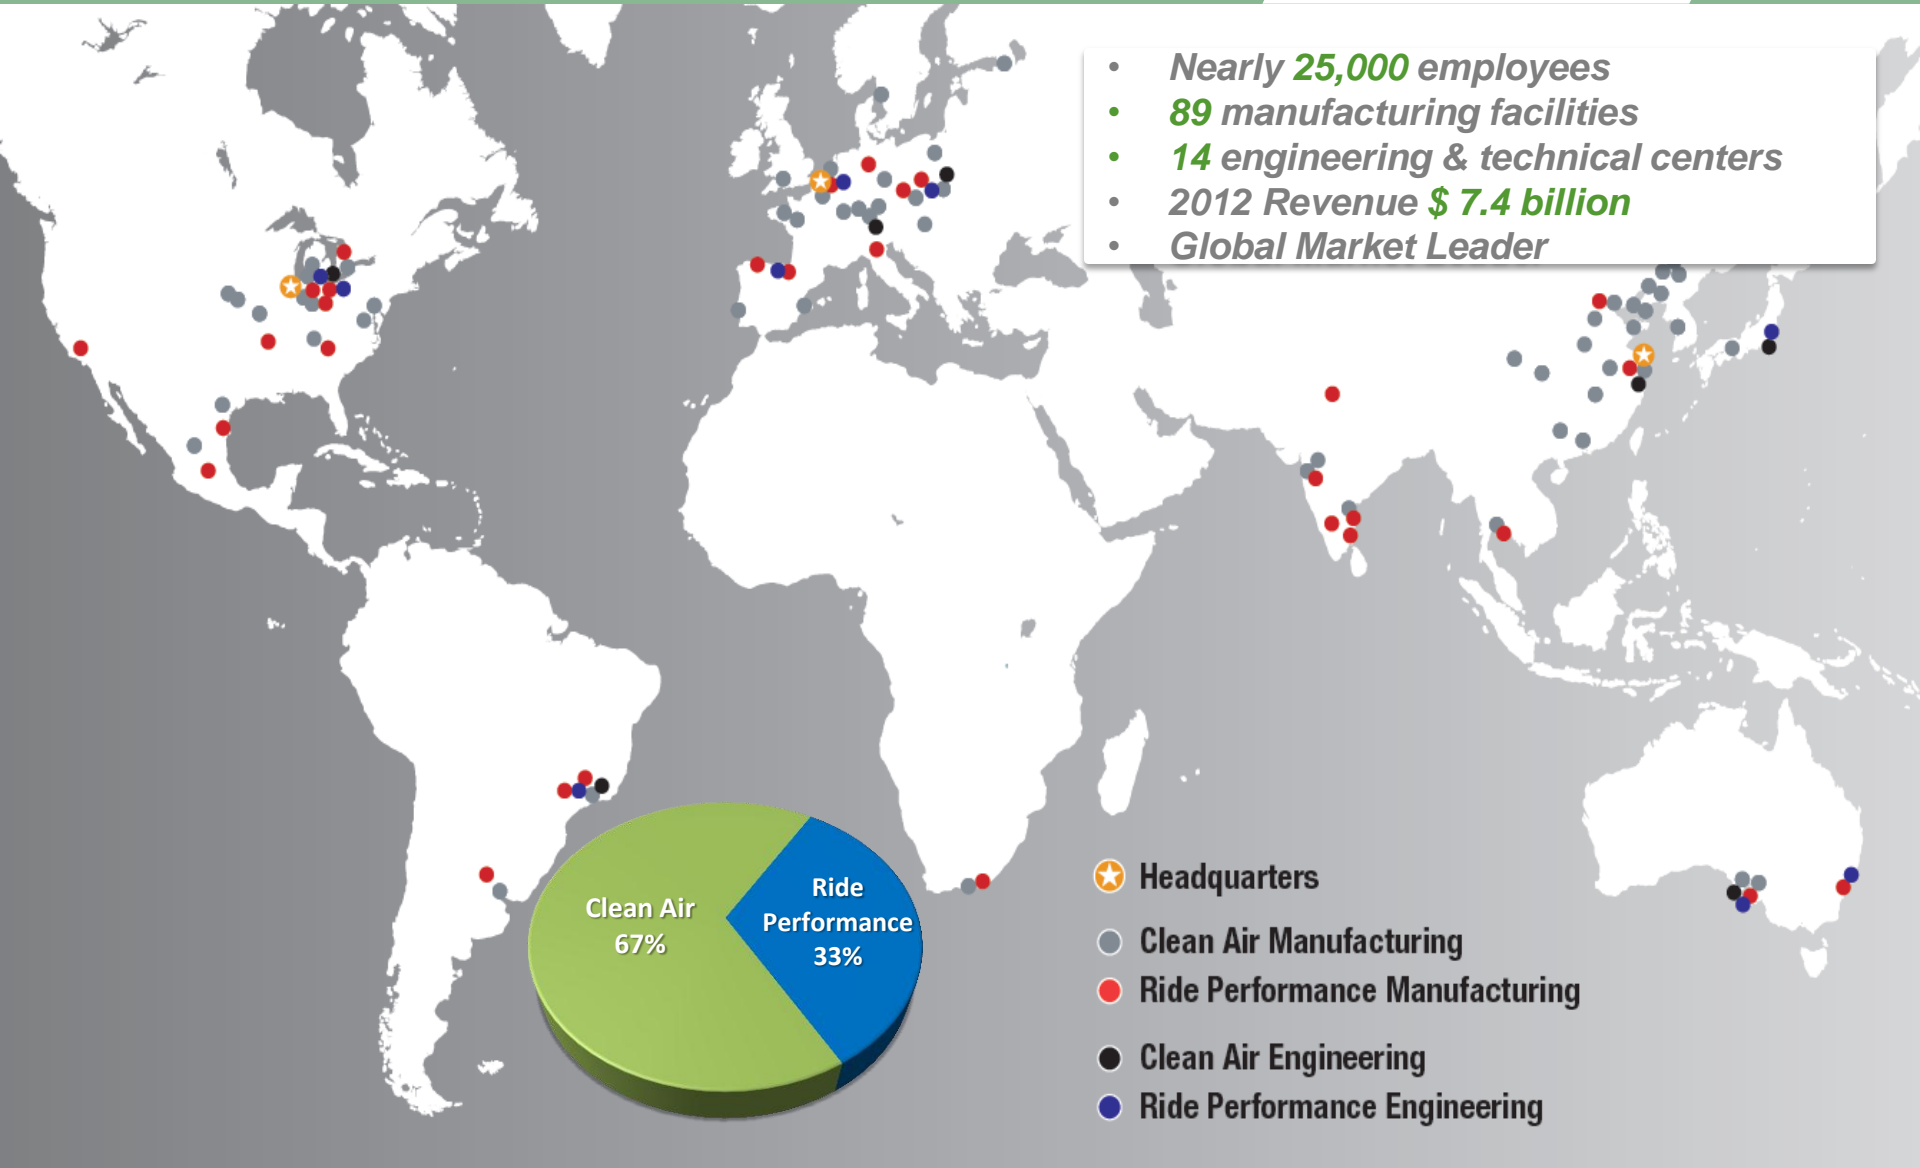 • Nearly 25,000 employees
• 89 manufacturing facilities
• 14 engineering & technical centers
• 2012 Revenue $ 7.4 billion
• Global Market Leader
Clean Air
67%
Ride
Performance
33%
Headquarters
Clean Air Manufacturing
Ride Performance Manufacturing
Clean Air Engineering
Ride Performance Engineering